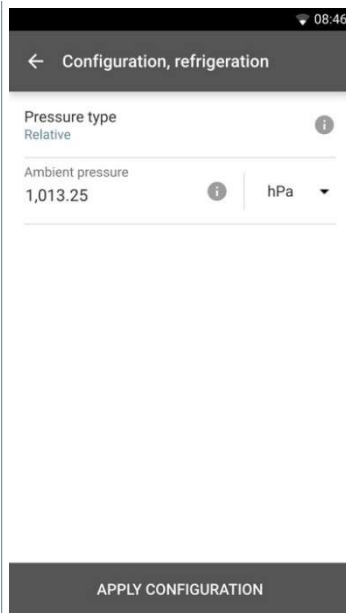 08:46
Configuration, refrigeration
Pressure type
Relative
Ambient pressure
1,013.25 hPa
APPLY CONFIGURATION